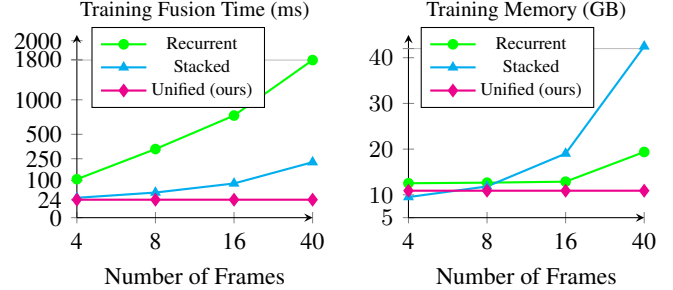 Training Fusion Time (ms)
2000
1800
1000
500
250
100
24
0
Recurrent
Stacked
Unified (ours)
4 8 16 40
Number of Frames
Training Memory (GB)
40
30
20
10
5
Recurrent
Stacked
Unified (ours)
4 8 16 40
Number of Frames